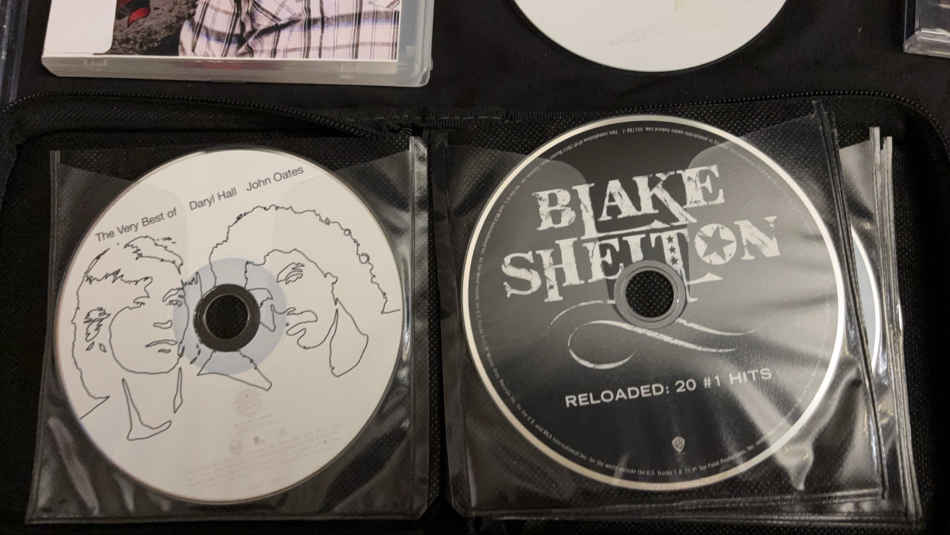 The Very Best of Daryl Hall John Oates
BLAKE
SHELTON
RELOADED: 20 #1 HITS